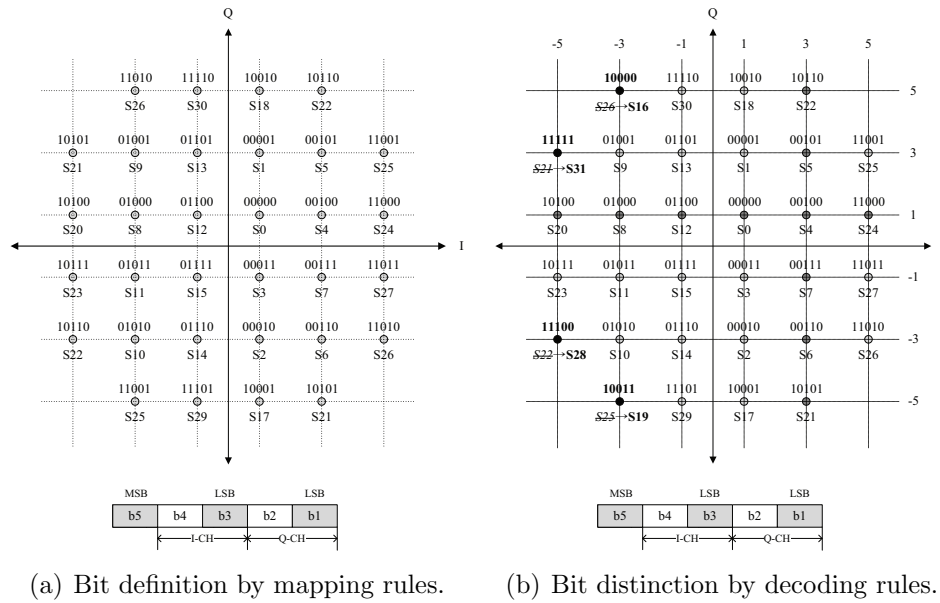 Q
11010 11110 10010 10110
S26 S30 S18 S22
10101 01001 01101 00001 00101 11001
S21 S9 S13 S1 S5 S25
10100 01000 01100 00000 00100 11000
S20 S8 S12 S0 S4 S24
I
10111 01011 01111 00011 00111 11011
S23 S11 S15 S3 S7 S27
10110 01010 01110 00010 00110 11010
S22 S10 S14 S2 S6 S26
11001 11101 10001 10101
S25 S29 S17 S21
MSB LSB LSB
b5 b4 b3 b2 b1
I-CH Q-CH
(a) Bit definition by mapping rules.
Q
-5 -3 -1 1 3 5
10000 11110 10010 10110
5
S26→S16 S30 S18 S22
11111 01001 01101 00001 00101 11001
3
S21→S31 S9 S13 S1 S5 S25
10100 01000 01100 00000 00100 11000
1
S20 S8 S12 S0 S4 S24
I
10111 01011 01111 00011 00111 11011
-1
S23 S11 S15 S3 S7 S27
11100 01010 01110 00010 00110 11010
-3
S22→S28 S10 S14 S2 S6 S26
10011 11101 10001 10101
-5
S25→S19 S29 S17 S21
MSB LSB LSB
b5 b4 b3 b2 b1
I-CH Q-CH
(b) Bit distinction by decoding rules.